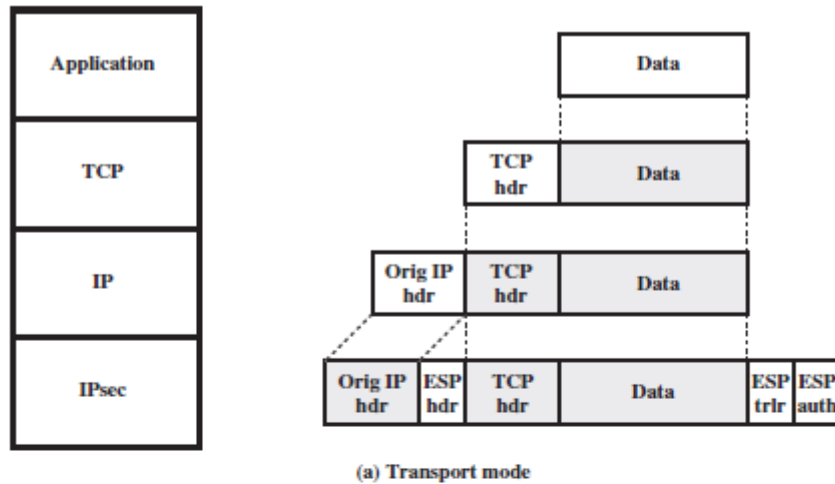 Application
Data
TCP
TCP
hdr
Data
IP
Orig IP
hdr
TCP
hdr
Data
IPsec
Orig IP
hdr
ESP
hdr
TCP
hdr
Data
ESP
trlr
ESP
auth
(a) Transport mode